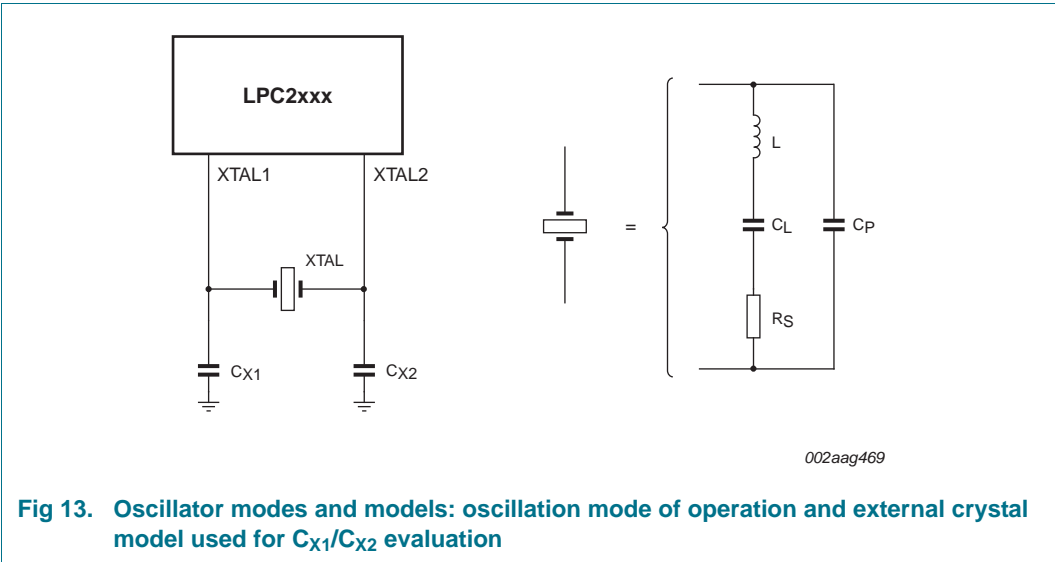 LPC2xxx
XTAL1 XTAL2
XTAL
CX1 CX2
=
L
CL CP
RS
002aag469
Fig 13. Oscillator modes and models: oscillation mode of operation and external crystal
model used for CX1/CX2 evaluation